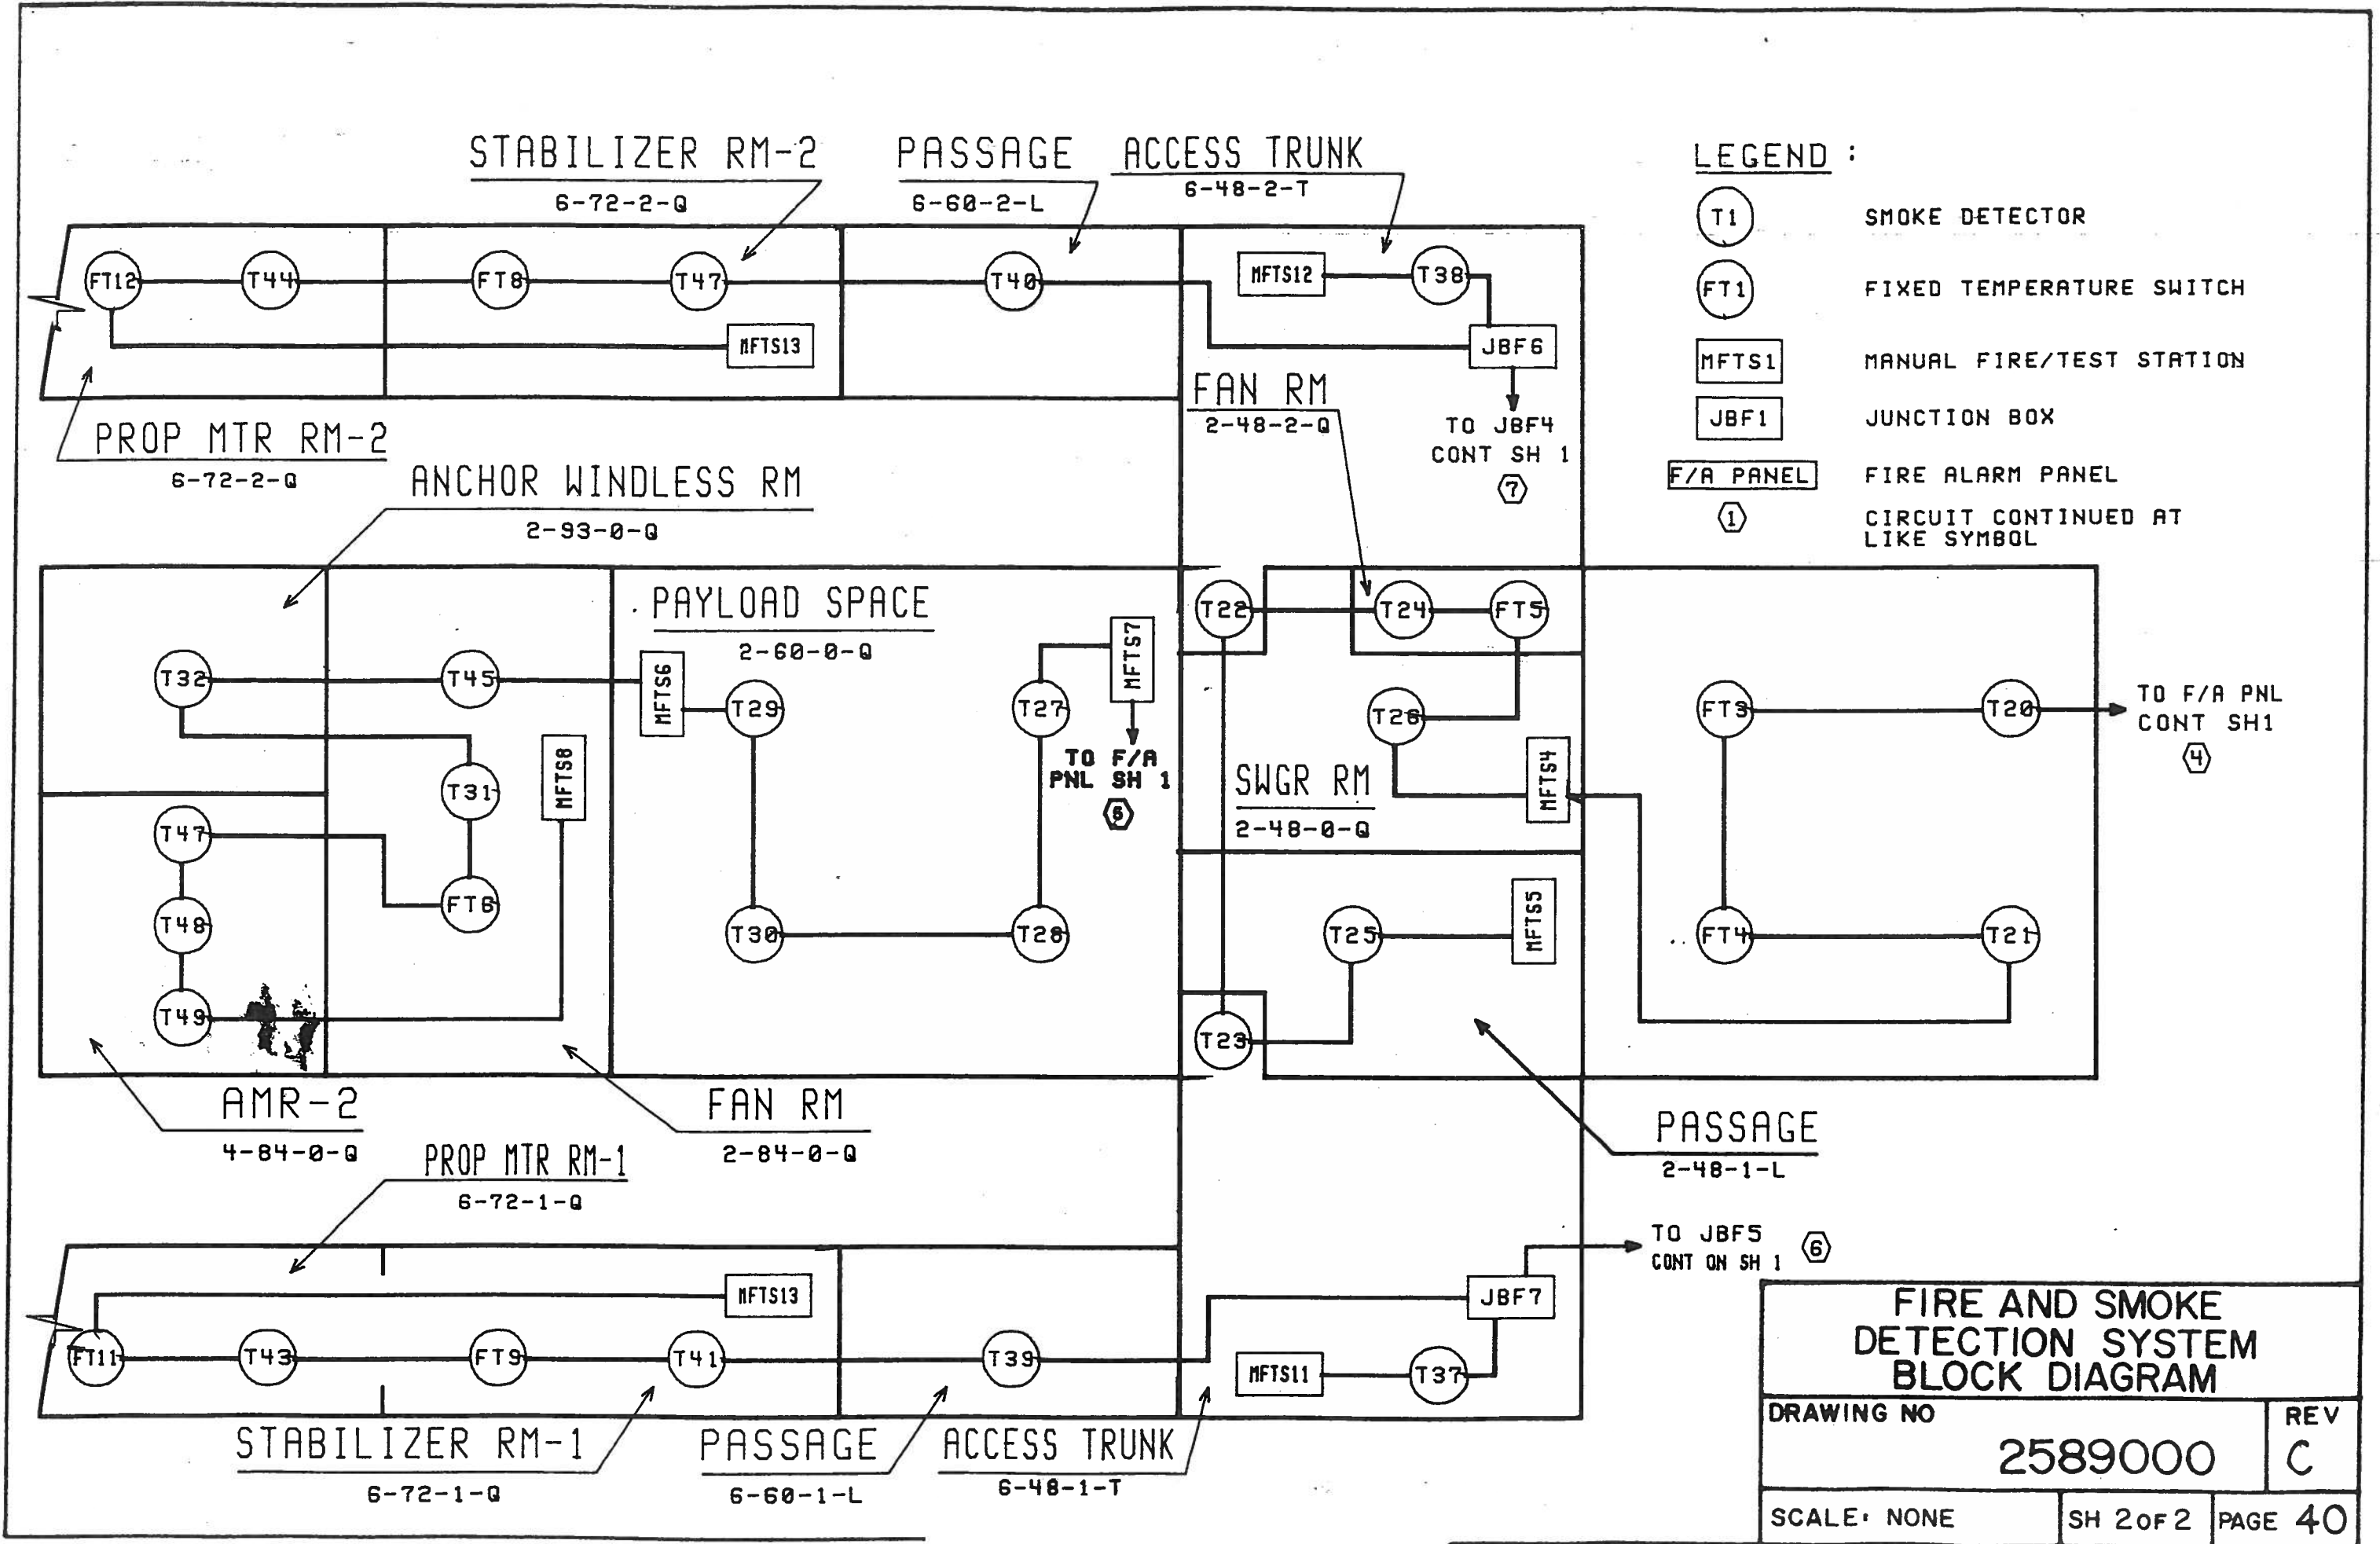 STABILIZER RM-2
6-72-2-Q
PASSAGE
6-60-2-L
ACCESS TRUNK
6-48-2-T
LEGEND :
T1 SMOKE DETECTOR
FT1 FIXED TEMPERATURE SWITCH
MFTS1 MANUAL FIRE/TEST STATION
JBF1 JUNCTION BOX
F/A PANEL FIRE ALARM PANEL
1 CIRCUIT CONTINUED AT
LIKE SYMBOL
FT12 T44 FT8 T47 T40 MFTS12 T38
MFTS13 JBF6
PROP MTR RM-2
6-72-2-Q
FAN RM
2-48-2-Q
TO JBF4
CONT SH 1
7
ANCHOR WINDLESS RM
2-93-0-Q
PAYLOAD SPACE
2-60-0-Q
T32 T45 MFTS6 T29 T27 MFTS7
TO F/A
PNL SH 1
5
T31 MFTS8
T47 FT6
T48
T49
T30 T28
T22 T24 FT5
T26 MFTS4
SWGR RM
2-48-0-Q
T25 MFTS5
T23
FT3 T20
FT4 T21
TO F/A PNL
CONT SH1
4
AMR-2
4-84-0-Q
FAN RM
2-84-0-Q
PASSAGE
2-48-1-L
PROP MTR RM-1
6-72-1-Q
TO JBF5
CONT ON SH 1
6
MFTS13 JBF7
FT11 T43 FT9 T41 T39 MFTS11 T37
STABILIZER RM-1
6-72-1-Q
PASSAGE
6-60-1-L
ACCESS TRUNK
6-48-1-T
FIRE AND SMOKE
DETECTION SYSTEM
BLOCK DIAGRAM
DRAWING NO
2589000
REV
C
SCALE: NONE
SH 2 OF 2
PAGE 40